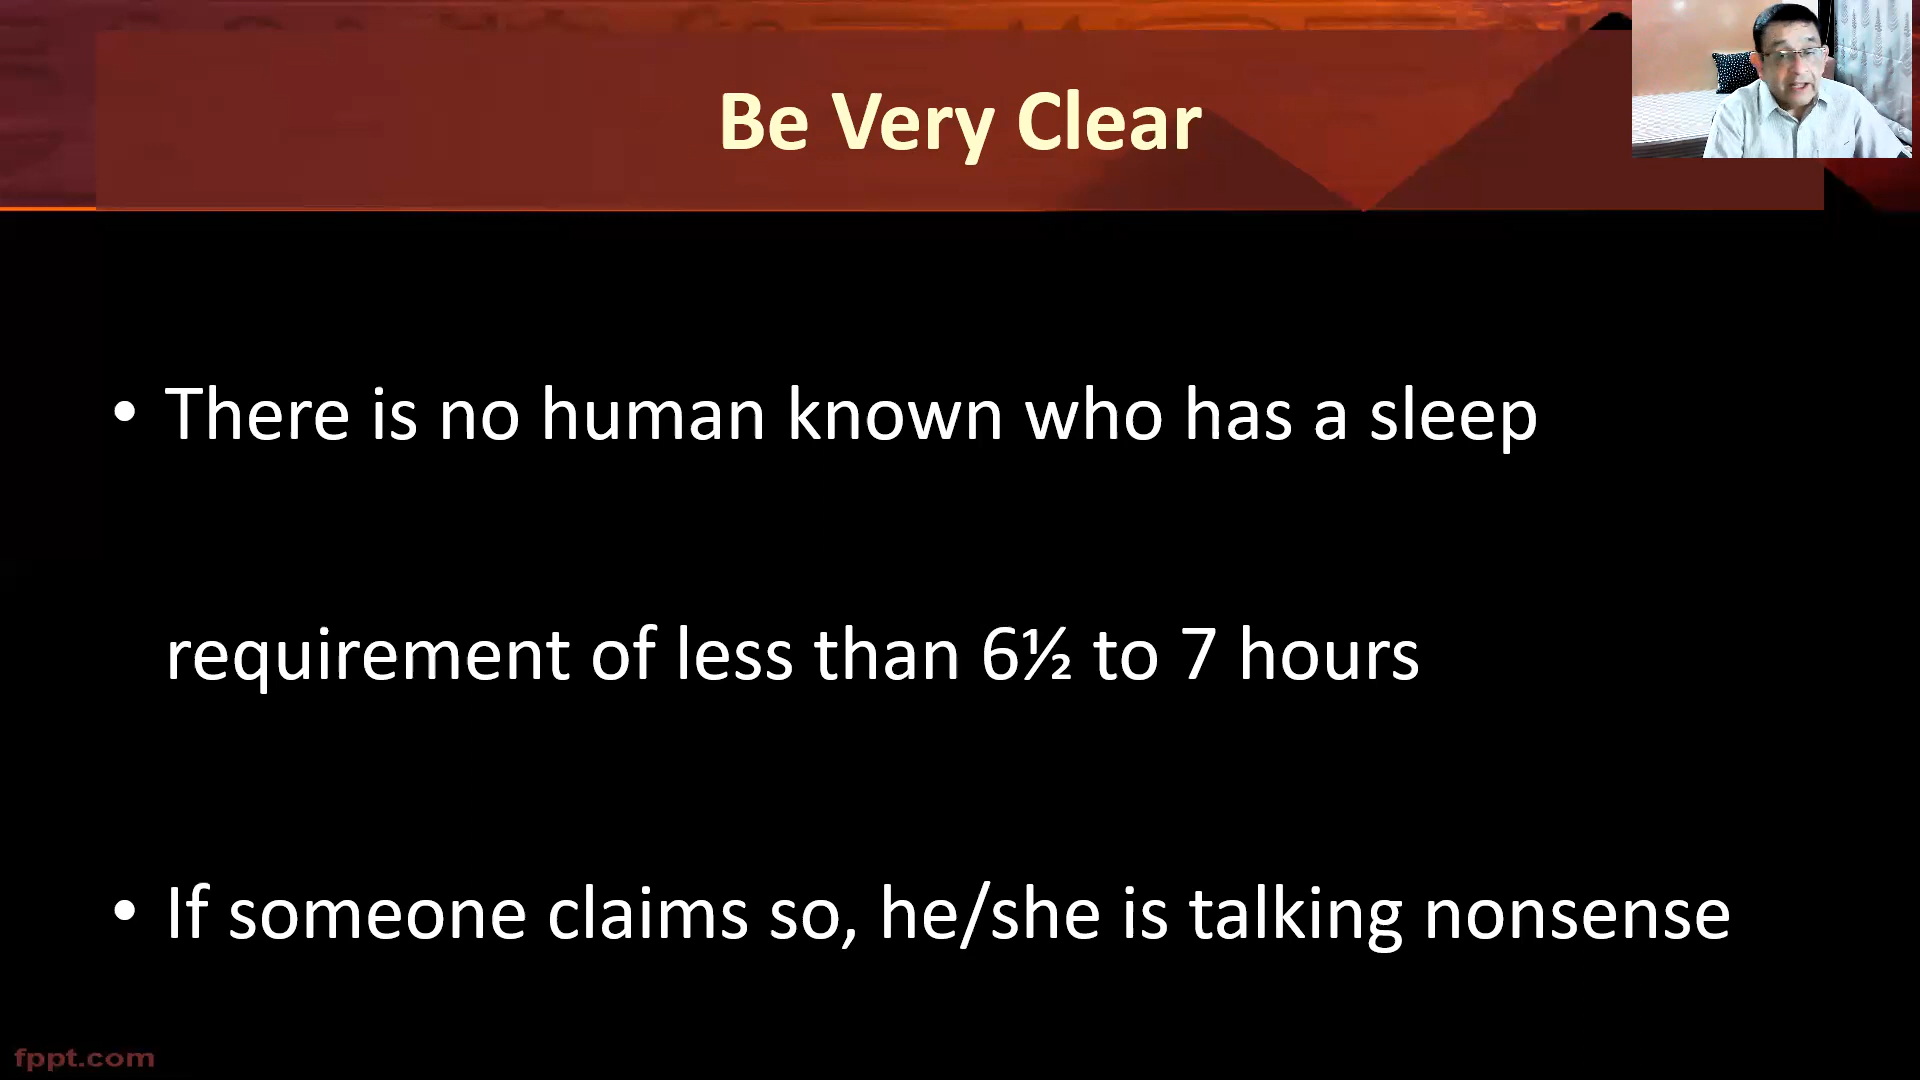 Be Very Clear
• There is no human known who has a sleep
requirement of less than 6½ to 7 hours
• If someone claims so, he/she is talking nonsense
fppt.com